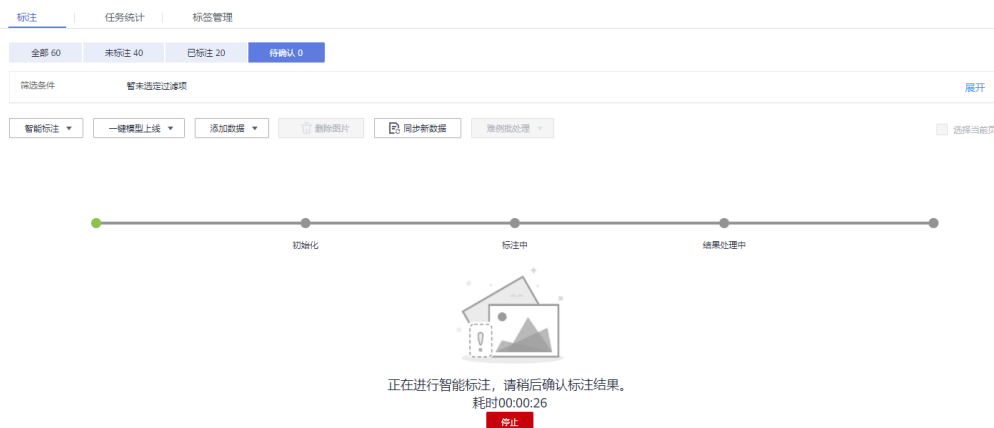 标注 任务统计 标签管理
全部 60 未标注 40 已标注 20 待确认 0
筛选条件 暂未选定过滤项 展开
智能标注 一键模型上线 添加数据 删除图片 同步新数据 难例批处理 选择当前页
初始化 标注中 结果处理中
正在进行智能标注，请稍后确认标注结果。
耗时00:00:26
停止